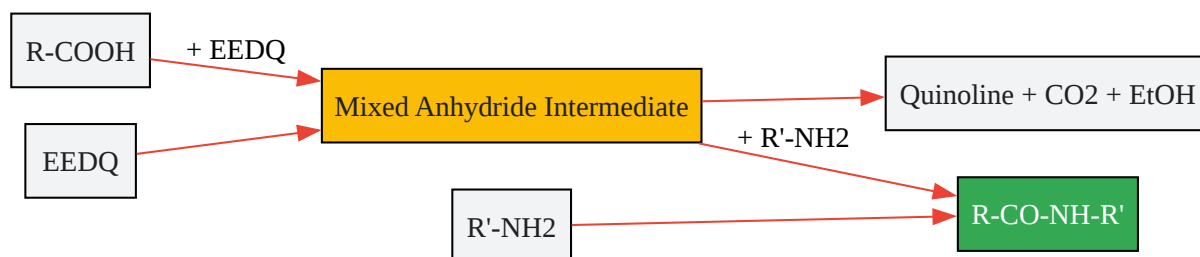 R-COOH
+ EEDQ
EEDQ
Mixed Anhydride Intermediate
R'-NH2
+ R'-NH2
Quinoline + CO2 + EtOH
R-CO-NH-R'